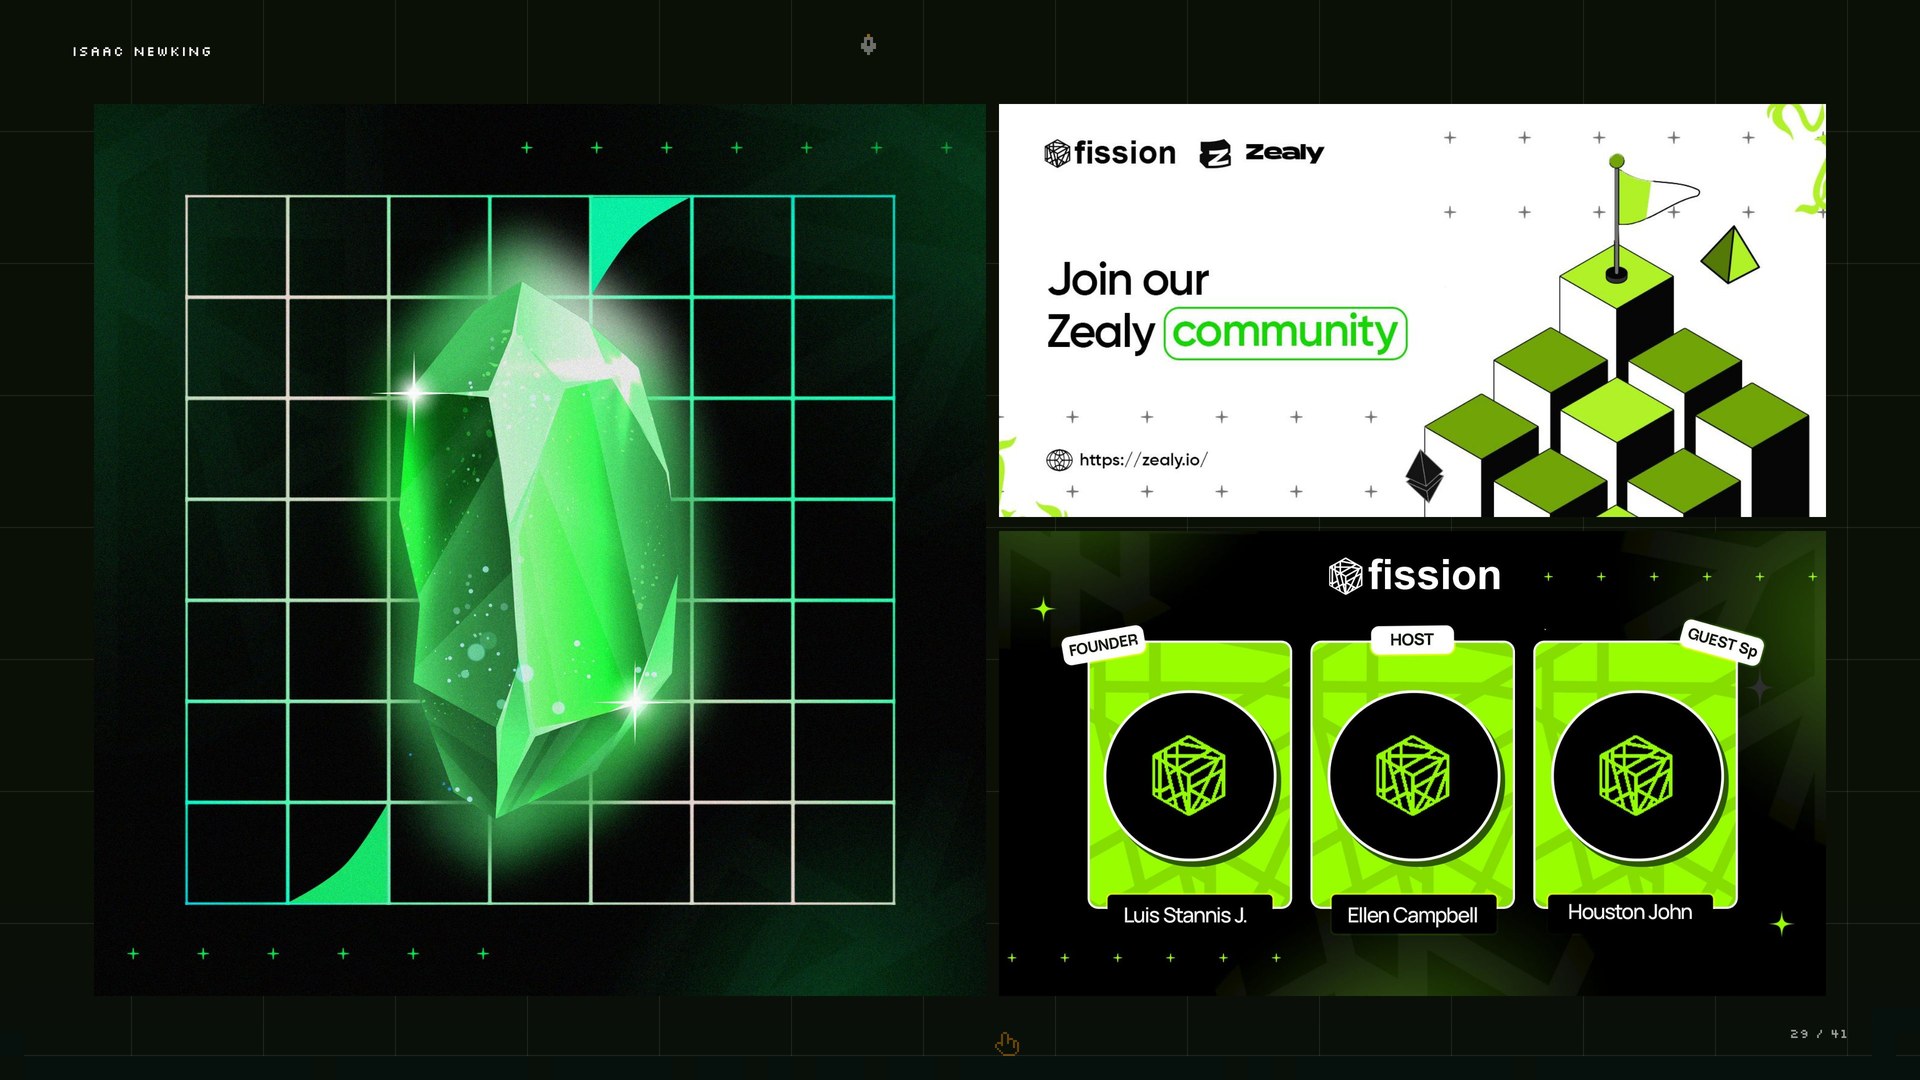 ISAAC NEWKING
fission Zealy
Join our
Zealy community
https://zealy.io/
fission
FOUNDER
HOST
GUEST Sp
Luis Stannis J.
Ellen Campbell
Houston John
29 / 41